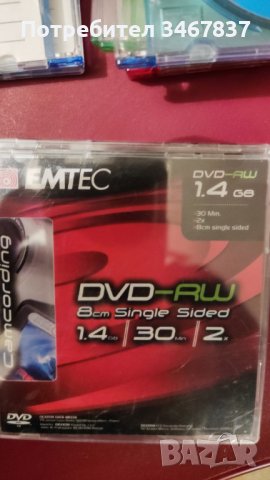 Потребител 3467837
EMTEC
DVD-RW
1.4 GB
30 Min.
2x
8cm single sided
Camcording
DVD-RW
8cm Single Sided
1.4 GB 30 Min 2x
DVD
bazar